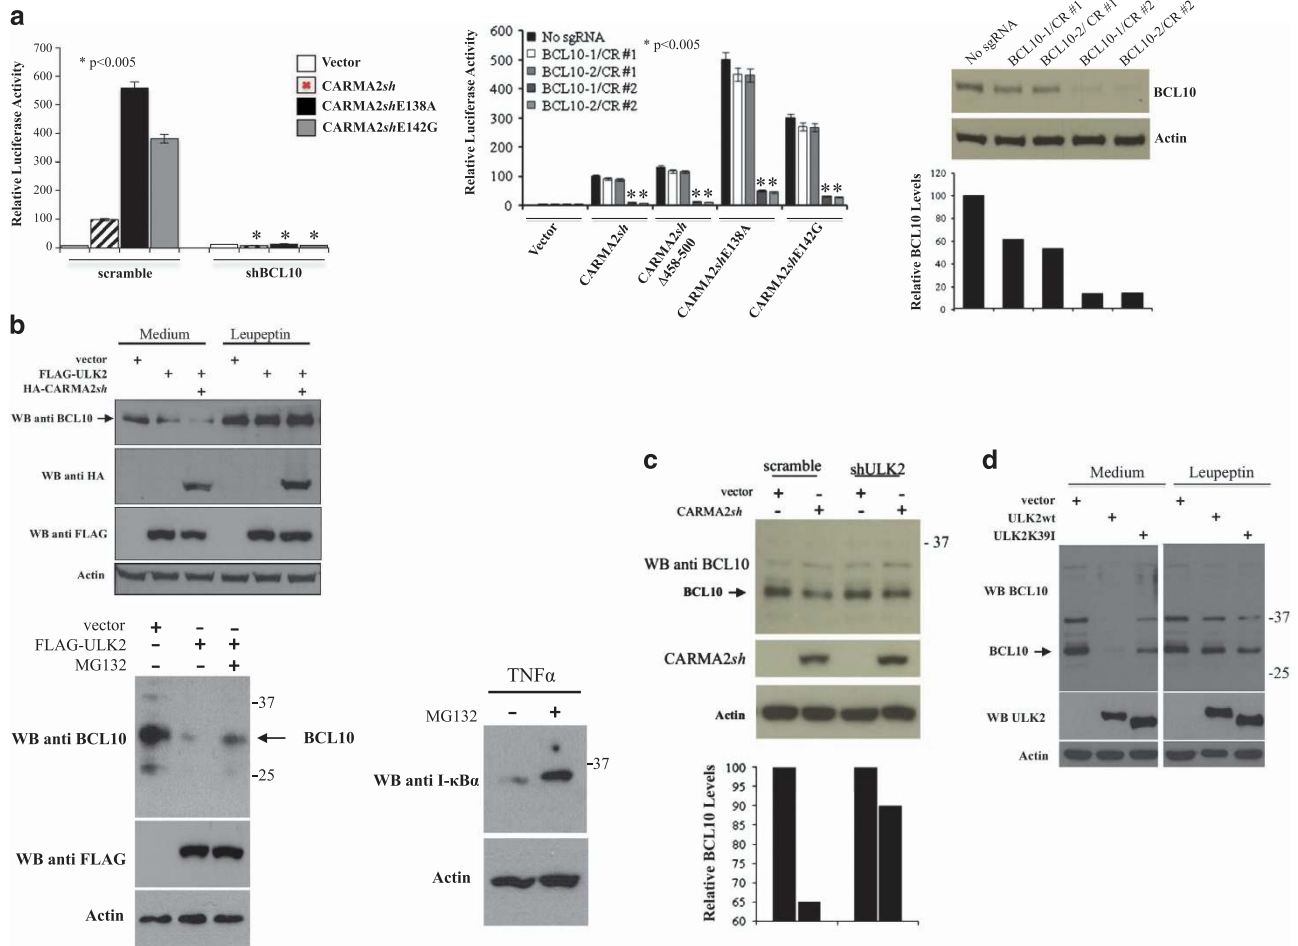 a
700
600
500
400
300
200
100
0
Relative Luciferase Activity
* p<0.005
Vector
CARMA2sh
CARMA2shE138A
CARMA2shE142G
* * *
scramble
shBCL10
600
500
400
300
200
100
0
Relative Luciferase Activity
No sgRNA
BCL10-1/CR #1
BCL10-2/CR #1
BCL10-1/CR #2
BCL10-2/CR #2
* p<0.005
** ** ** **
Vector
CARMA2sh
CARMA2sh
Δ458-500
CARMA2shE138A
CARMA2shE142G
No sgRNA
BCL10-1/CR #1
BCL10-2/ CR #1
BCL10-1/CR #2
BCL10-2/CR #2
BCL10
Actin
120
100
80
60
40
20
0
Relative BCL10 Levels
b
Medium Leupeptin
vector + +
FLAG-ULK2 + + + +
HA-CARMA2sh + +
WB anti BCL10
WB anti HA
WB anti FLAG
Actin
vector + - -
FLAG-ULK2 - + +
MG132 - - +
-37
WB anti BCL10
BCL10
-25
WB anti FLAG
Actin
TNFα
MG132 - +
-37
WB anti I-κBα
Actin
c
scramble shULK2
vector + - + -
CARMA2sh - + - +
- 37
WB anti BCL10
BCL10
CARMA2sh
Actin
100
95
90
85
80
75
70
65
60
Relative BCL10 Levels
d
Medium Leupeptin
vector + +
ULK2wt + +
ULK2K39I + +
WB BCL10
-37
BCL10
-25
WB ULK2
Actin